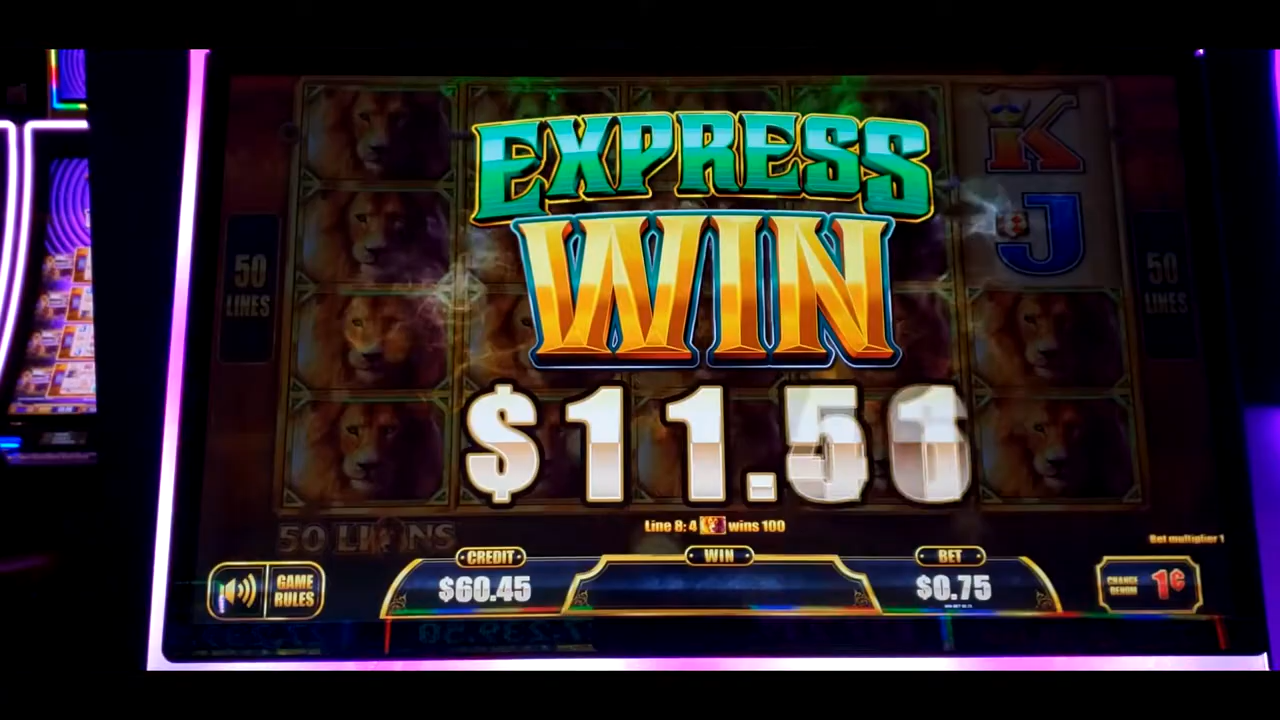 EXPRESS
WIN
K
J
50
LINES
50
LINES
$11.5
50 LIONS
Line 8: 4 wins 100
Bet multiplier 1
CREDIT
WIN
BET
GAME
RULES
$60.45
$0.75
CHANGE
DENOM
1¢